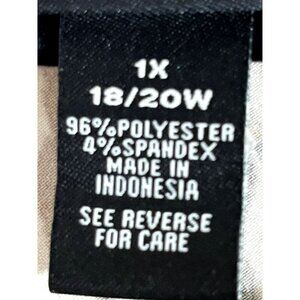 1X
18/20W
96%POLYESTER
4%SPANDEX
MADE IN
INDONESIA
SEE REVERSE
FOR CARE